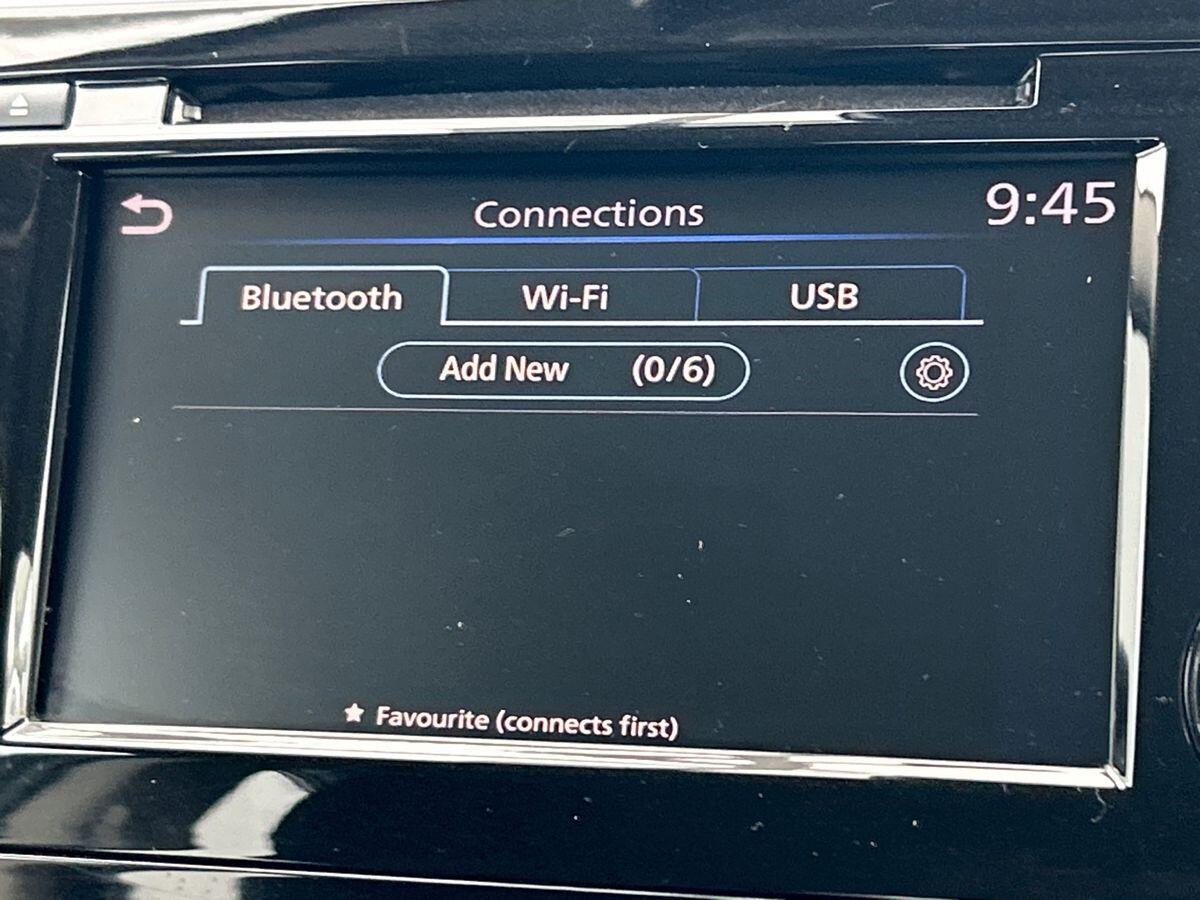 Connections 9:45
Bluetooth Wi-Fi USB
Add New (0/6)
★ Favourite (connects first)